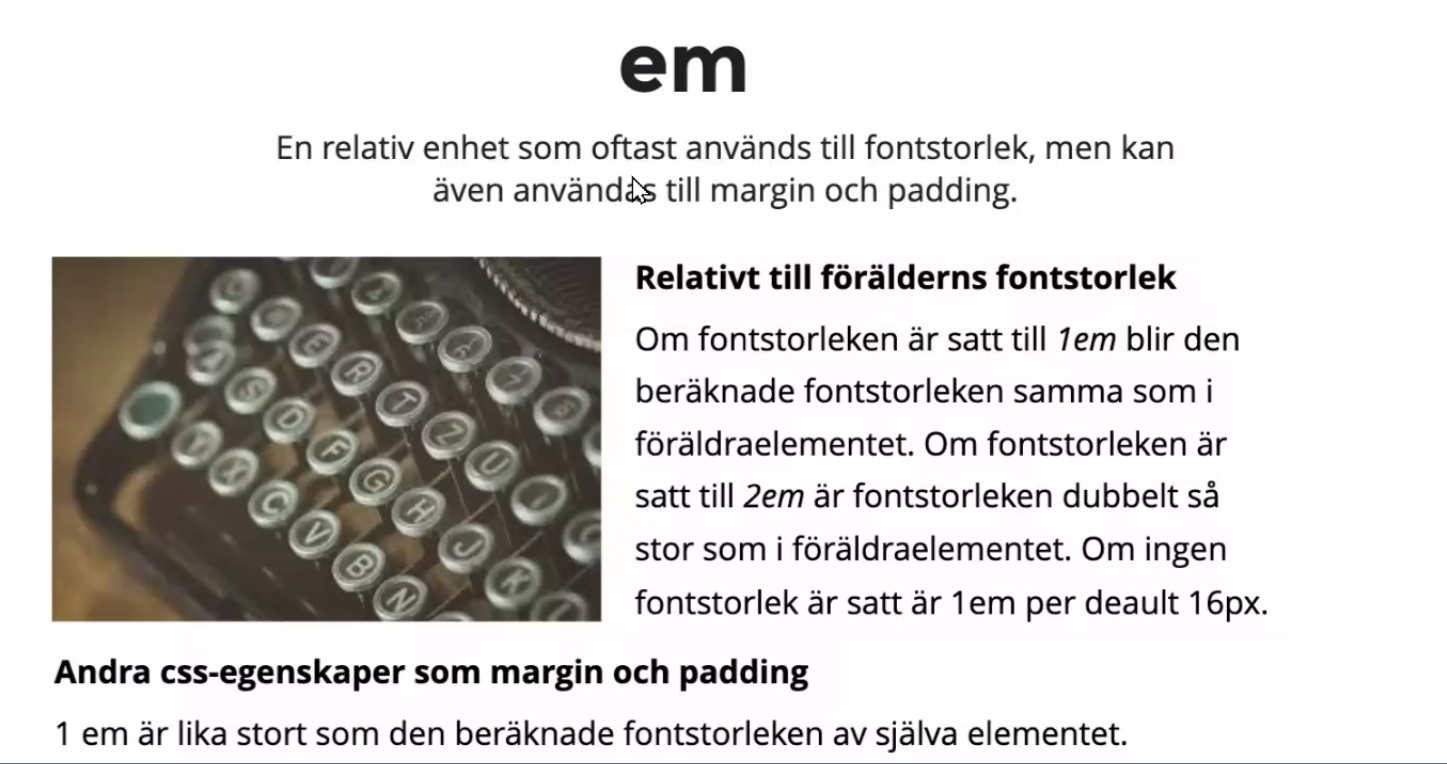 em
En relativ enhet som oftast används till fontstorlek, men kan
även användas till margin och padding.
Relativt till förälderns fontstorlek
Om fontstorleken är satt till 1em blir den
beräknade fontstorleken samma som i
föräldraelementet. Om fontstorleken är
satt till 2em är fontstorleken dubbelt så
stor som i föräldraelementet. Om ingen
fontstorlek är satt är 1em per deault 16px.
Andra css-egenskaper som margin och padding
1 em är lika stort som den beräknade fontstorleken av själva elementet.